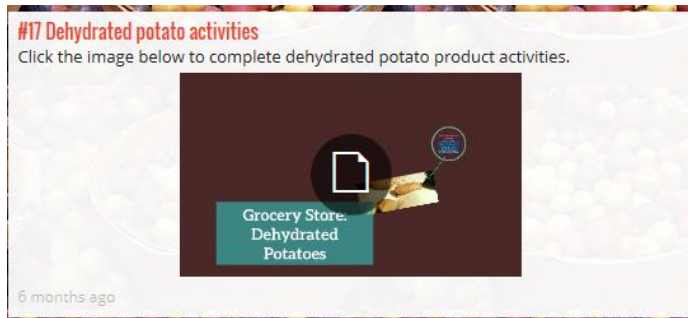 #17 Dehydrated potato activities
Click the image below to complete dehydrated potato product activities.
Grocery Store:
Dehydrated
Potatoes
6 months ago